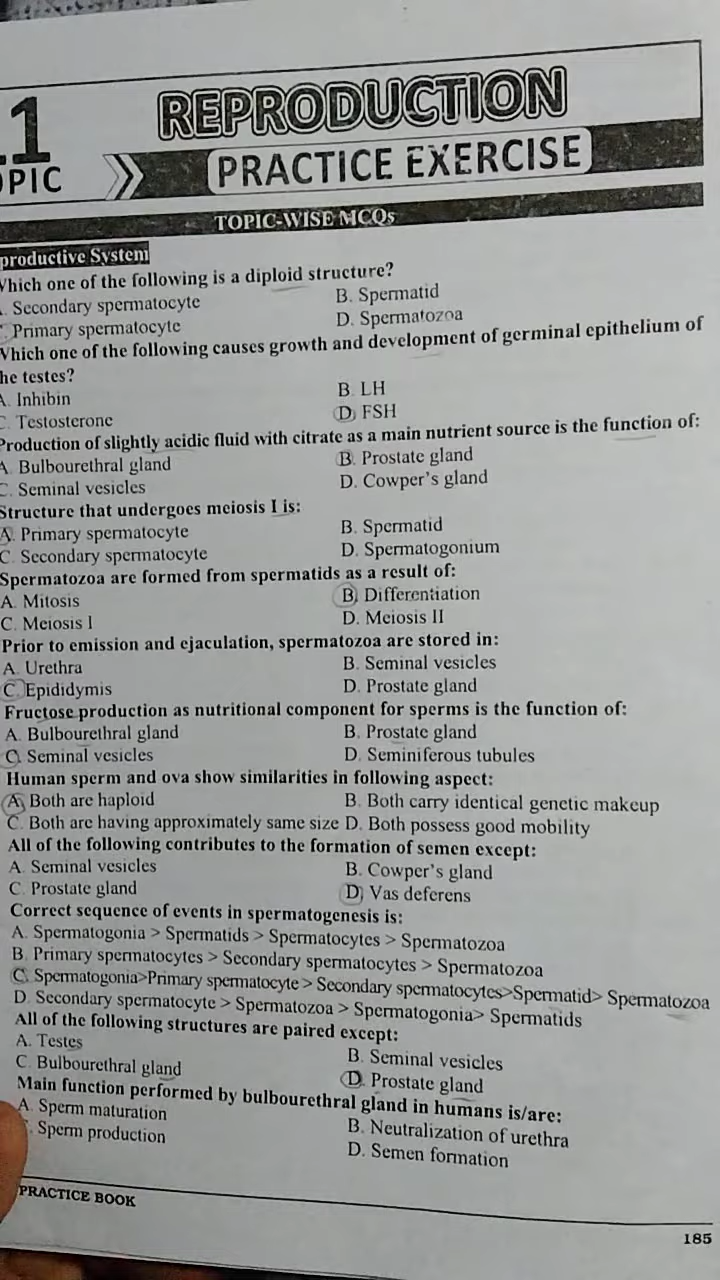 .1
OPIC
REPRODUCTION
PRACTICE EXERCISE
TOPIC-WISE MCQs
productive System
Which one of the following is a diploid structure?
. Secondary spermatocyte B. Spermatid
C. Primary spermatocyte D. Spermatozoa
Which one of the following causes growth and development of germinal epithelium of
he testes?
A. Inhibin B. LH
C. Testosterone D. FSH
Production of slightly acidic fluid with citrate as a main nutrient source is the function of:
A. Bulbourethral gland B. Prostate gland
C. Seminal vesicles D. Cowper's gland
Structure that undergoes meiosis I is:
A. Primary spermatocyte B. Spermatid
C. Secondary spermatocyte D. Spermatogonium
Spermatozoa are formed from spermatids as a result of:
A. Mitosis B. Differentiation
C. Meiosis I D. Meiosis II
Prior to emission and ejaculation, spermatozoa are stored in:
A. Urethra B. Seminal vesicles
C. Epididymis D. Prostate gland
Fructose production as nutritional component for sperms is the function of:
A. Bulbourethral gland B. Prostate gland
C. Seminal vesicles D. Seminiferous tubules
Human sperm and ova show similarities in following aspect:
A. Both are haploid B. Both carry identical genetic makeup
C. Both are having approximately same size D. Both possess good mobility
All of the following contributes to the formation of semen except:
A. Seminal vesicles B. Cowper's gland
C. Prostate gland D. Vas deferens
Correct sequence of events in spermatogenesis is:
A. Spermatogonia > Spermatids > Spermatocytes > Spermatozoa
B. Primary spermatocytes > Secondary spermatocytes > Spermatozoa
C. Spermatogonia>Primary spermatocyte > Secondary spermatocytes>Spermatid> Spermatozoa
D. Secondary spermatocyte > Spermatozoa > Spermatogonia> Spermatids
All of the following structures are paired except:
A. Testes B. Seminal vesicles
C. Bulbourethral gland D. Prostate gland
Main function performed by bulbourethral gland in humans is/are:
A. Sperm maturation B. Neutralization of urethra
. Sperm production D. Semen formation
PRACTICE BOOK
185